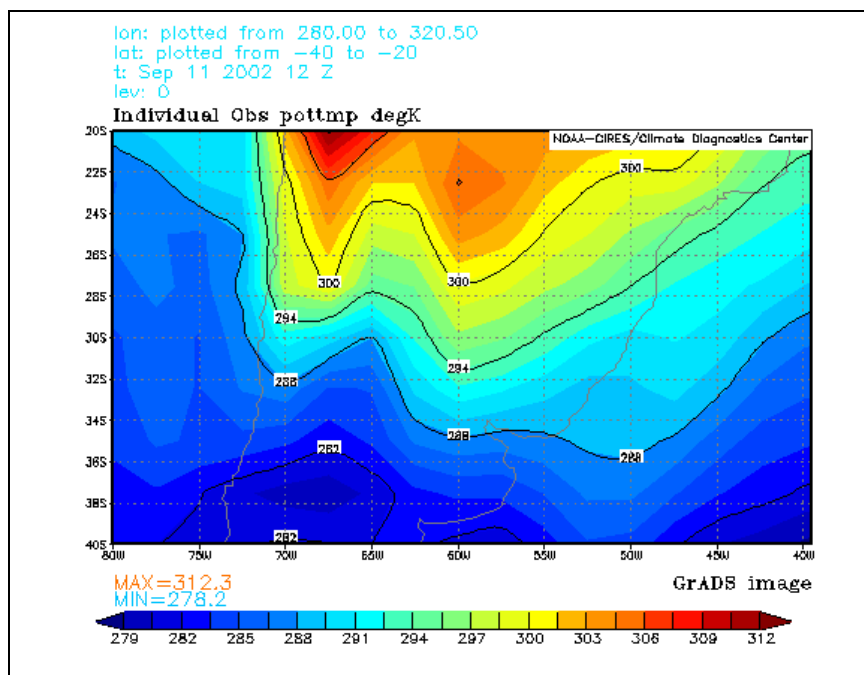 lon: plotted from 280.00 to 320.50
lat: plotted from -40 to -20
t: Sep 11 2002 12 Z
lev: 0
Individual Obs pottmp degK
NOAA-CIRES/Climate Diagnostics Center
20S
22S
24S
26S
28S
30S
32S
34S
36S
38S
40S
300
300
300
294
294
288
288
288
282
282
80W
75W
70W
65W
60W
55W
50W
45W
40W
MAX=312.3
MIN=278.2
GrADS image
279 282 285 288 291 294 297 300 303 306 309 312